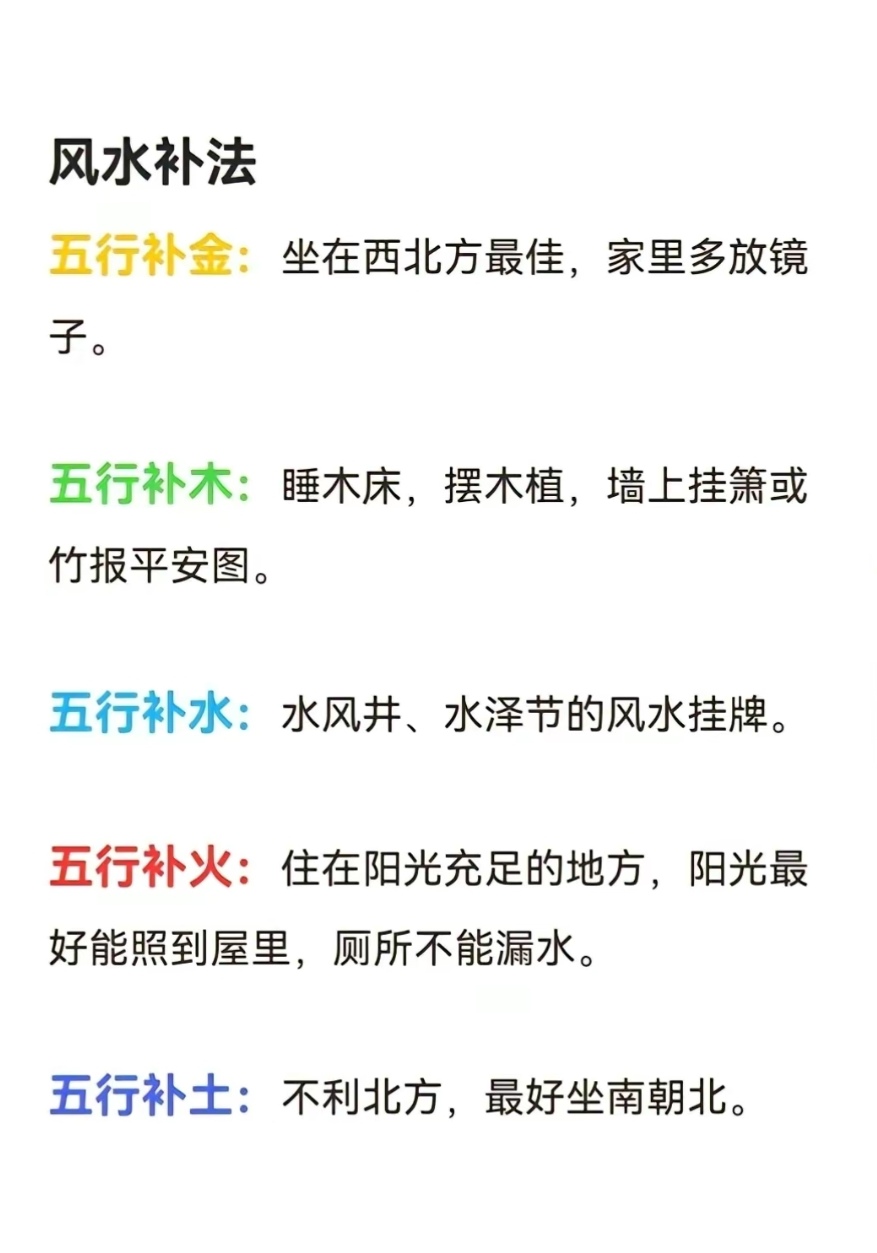 风水补法
五行补金：坐在西北方最佳，家里多放镜
子。
五行补木：睡木床，摆木植，墙上挂箫或
竹报平安图。
五行补水：水风井、水泽节的风水挂牌。
五行补火：住在阳光充足的地方，阳光最
好能照到屋里，厕所不能漏水。
五行补土：不利北方，最好坐南朝北。